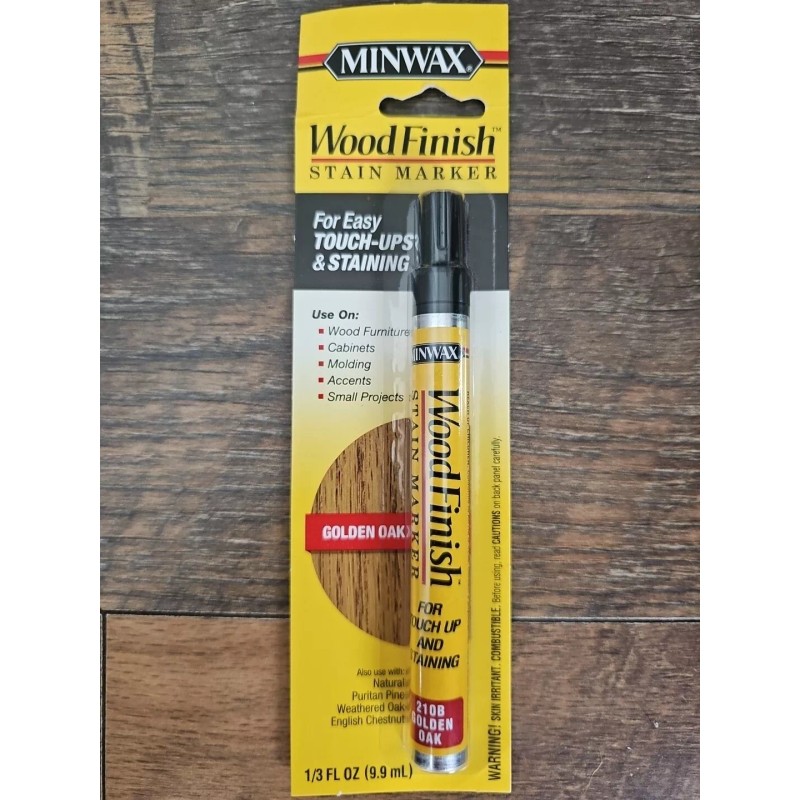 MINWAX®
Wood Finish™
STAIN MARKER
For Easy
TOUCH-UPS
& STAINING
Use On:
Wood Furniture
Cabinets
Molding
Accents
Small Projects
GOLDEN OAK
Also use with:
Natural
Puritan Pine
Weathered Oak
English Chestnut
1/3 FL OZ (9.9 mL)
MINWAX
Wood Finish
STAIN MARKER
FOR
TOUCH UP
AND
STAINING
210B
GOLDEN
OAK
WARNING! SKIN IRRITANT. COMBUSTIBLE. Before using, read CAUTIONS on back panel carefully.